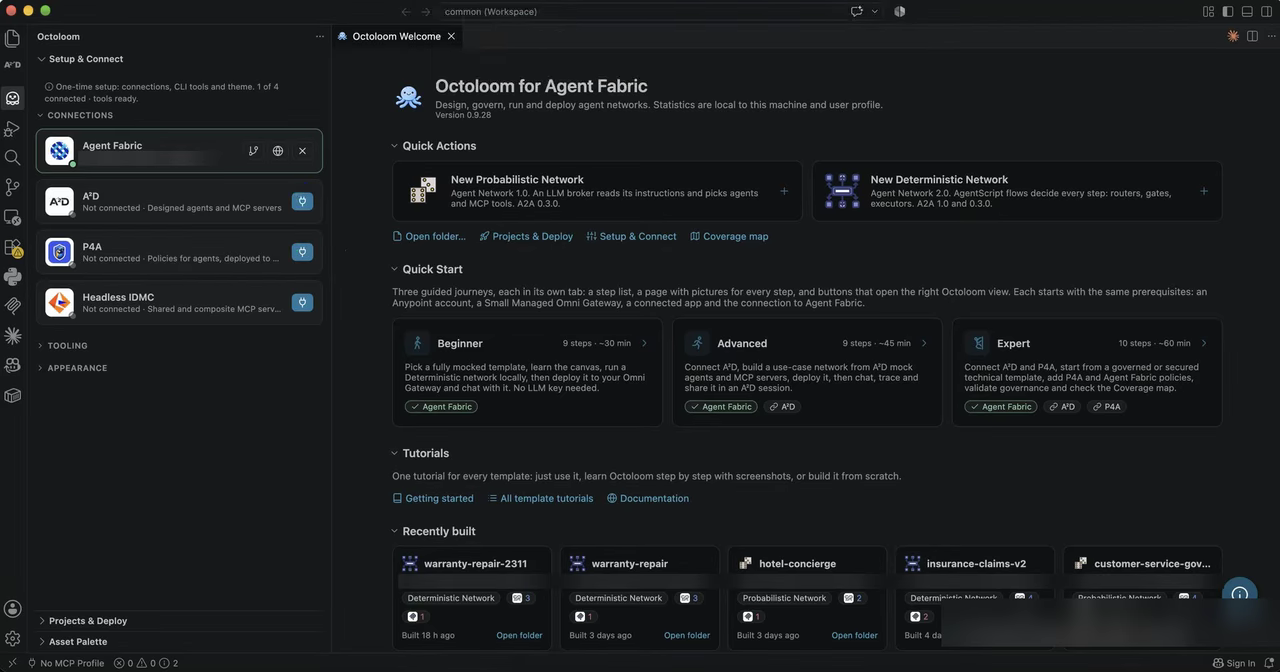 common (Workspace)
Octoloom
Setup & Connect
One-time setup: connections, CLI tools and theme. 1 of 4
connected · tools ready.
CONNECTIONS
Agent Fabric
A²D
A²D
Not connected · Designed agents and MCP servers
P4A
Not connected · Policies for agents, deployed to ...
Headless IDMC
Not connected · Shared and composite MCP serv...
TOOLING
APPEARANCE
Projects & Deploy
Asset Palette
Octoloom Welcome
Octoloom for Agent Fabric
Design, govern, run and deploy agent networks. Statistics are local to this machine and user profile.
Version 0.9.28
Quick Actions
New Probabilistic Network
Agent Network 1.0. An LLM broker reads its instructions and picks agents
and MCP tools. A2A 0.3.0.
New Deterministic Network
Agent Network 2.0. AgentScript flows decide every step: routers, gates,
executors. A2A 1.0 and 0.3.0.
Open folder... Projects & Deploy Setup & Connect Coverage map
Quick Start
Three guided journeys, each in its own tab: a step list, a page with pictures for every step, and buttons that open the right Octoloom view. Each starts with the same prerequisites: an
Anypoint account, a Small Managed Omni Gateway, a connected app and the connection to Agent Fabric.
Beginner 9 steps · ~30 min
Pick a fully mocked template, learn the canvas, run a
Deterministic network locally, then deploy it to your Omni
Gateway and chat with it. No LLM key needed.
Agent Fabric
Advanced 9 steps · ~45 min
Connect A²D, build a use-case network from A²D mock
agents and MCP servers, deploy it, then chat, trace and
share it in an A²D session.
Agent Fabric A²D
Expert 10 steps · ~60 min
Connect A²D and P4A, start from a governed or secured
technical template, add P4A and Agent Fabric policies,
validate governance and check the Coverage map.
Agent Fabric A²D P4A
Tutorials
One tutorial for every template: just use it, learn Octoloom step by step with screenshots, or build it from scratch.
Getting started All template tutorials Documentation
Recently built
warranty-repair-2311
Deterministic Network 3
1
Built 18 h ago Open folder
warranty-repair
Deterministic Network 3
1
Built 3 days ago Open folder
hotel-concierge
Probabilistic Network 2
1
Built 3 days ago Open folder
insurance-claims-v2
Deterministic Network 4
2
Built 4 da
customer-service-gov...
Probabilistic Network 4
No MCP Profile 0 0 2
Sign In